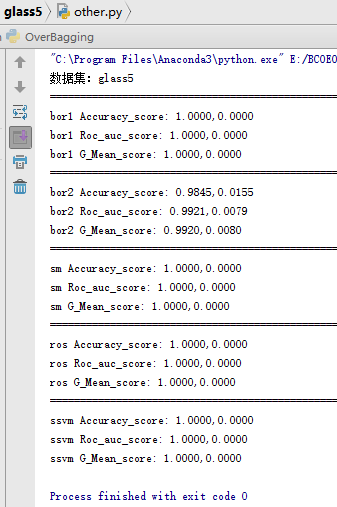 glass5 other.py
OverBagging
"C:\Program Files\Anaconda3\python.exe" E:/BCOEO
数据集: glass5
bor1 Accuracy_score: 1.0000,0.0000
bor1 Roc_auc_score: 1.0000,0.0000
bor1 G_Mean_score: 1.0000,0.0000
bor2 Accuracy_score: 0.9845,0.0155
bor2 Roc_auc_score: 0.9921,0.0079
bor2 G_Mean_score: 0.9920,0.0080
sm Accuracy_score: 1.0000,0.0000
sm Roc_auc_score: 1.0000,0.0000
sm G_Mean_score: 1.0000,0.0000
ros Accuracy_score: 1.0000,0.0000
ros Roc_auc_score: 1.0000,0.0000
ros G_Mean_score: 1.0000,0.0000
ssvm Accuracy_score: 1.0000,0.0000
ssvm Roc_auc_score: 1.0000,0.0000
ssvm G_Mean_score: 1.0000,0.0000
Process finished with exit code 0